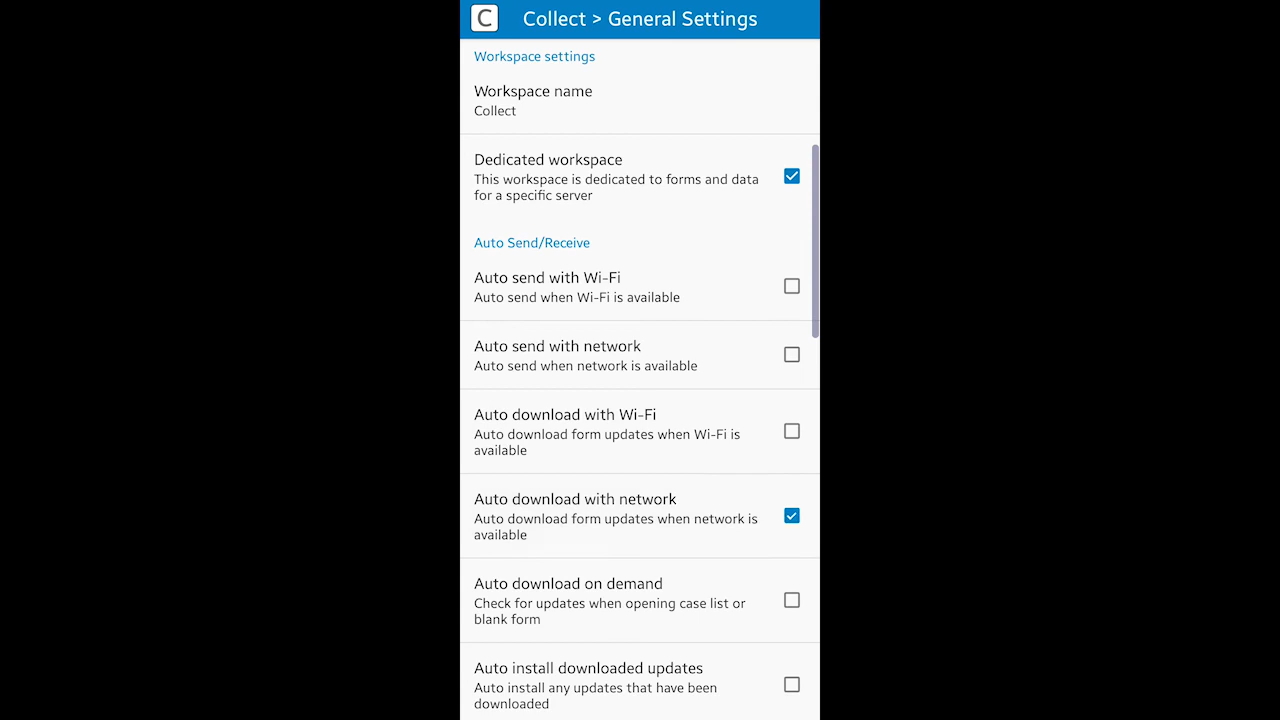 C Collect > General Settings
Workspace settings
Workspace name
Collect
Dedicated workspace
This workspace is dedicated to forms and data
for a specific server
Auto Send/Receive
Auto send with Wi-Fi
Auto send when Wi-Fi is available
Auto send with network
Auto send when network is available
Auto download with Wi-Fi
Auto download form updates when Wi-Fi is
available
Auto download with network
Auto download form updates when network is
available
Auto download on demand
Check for updates when opening case list or
blank form
Auto install downloaded updates
Auto install any updates that have been
downloaded